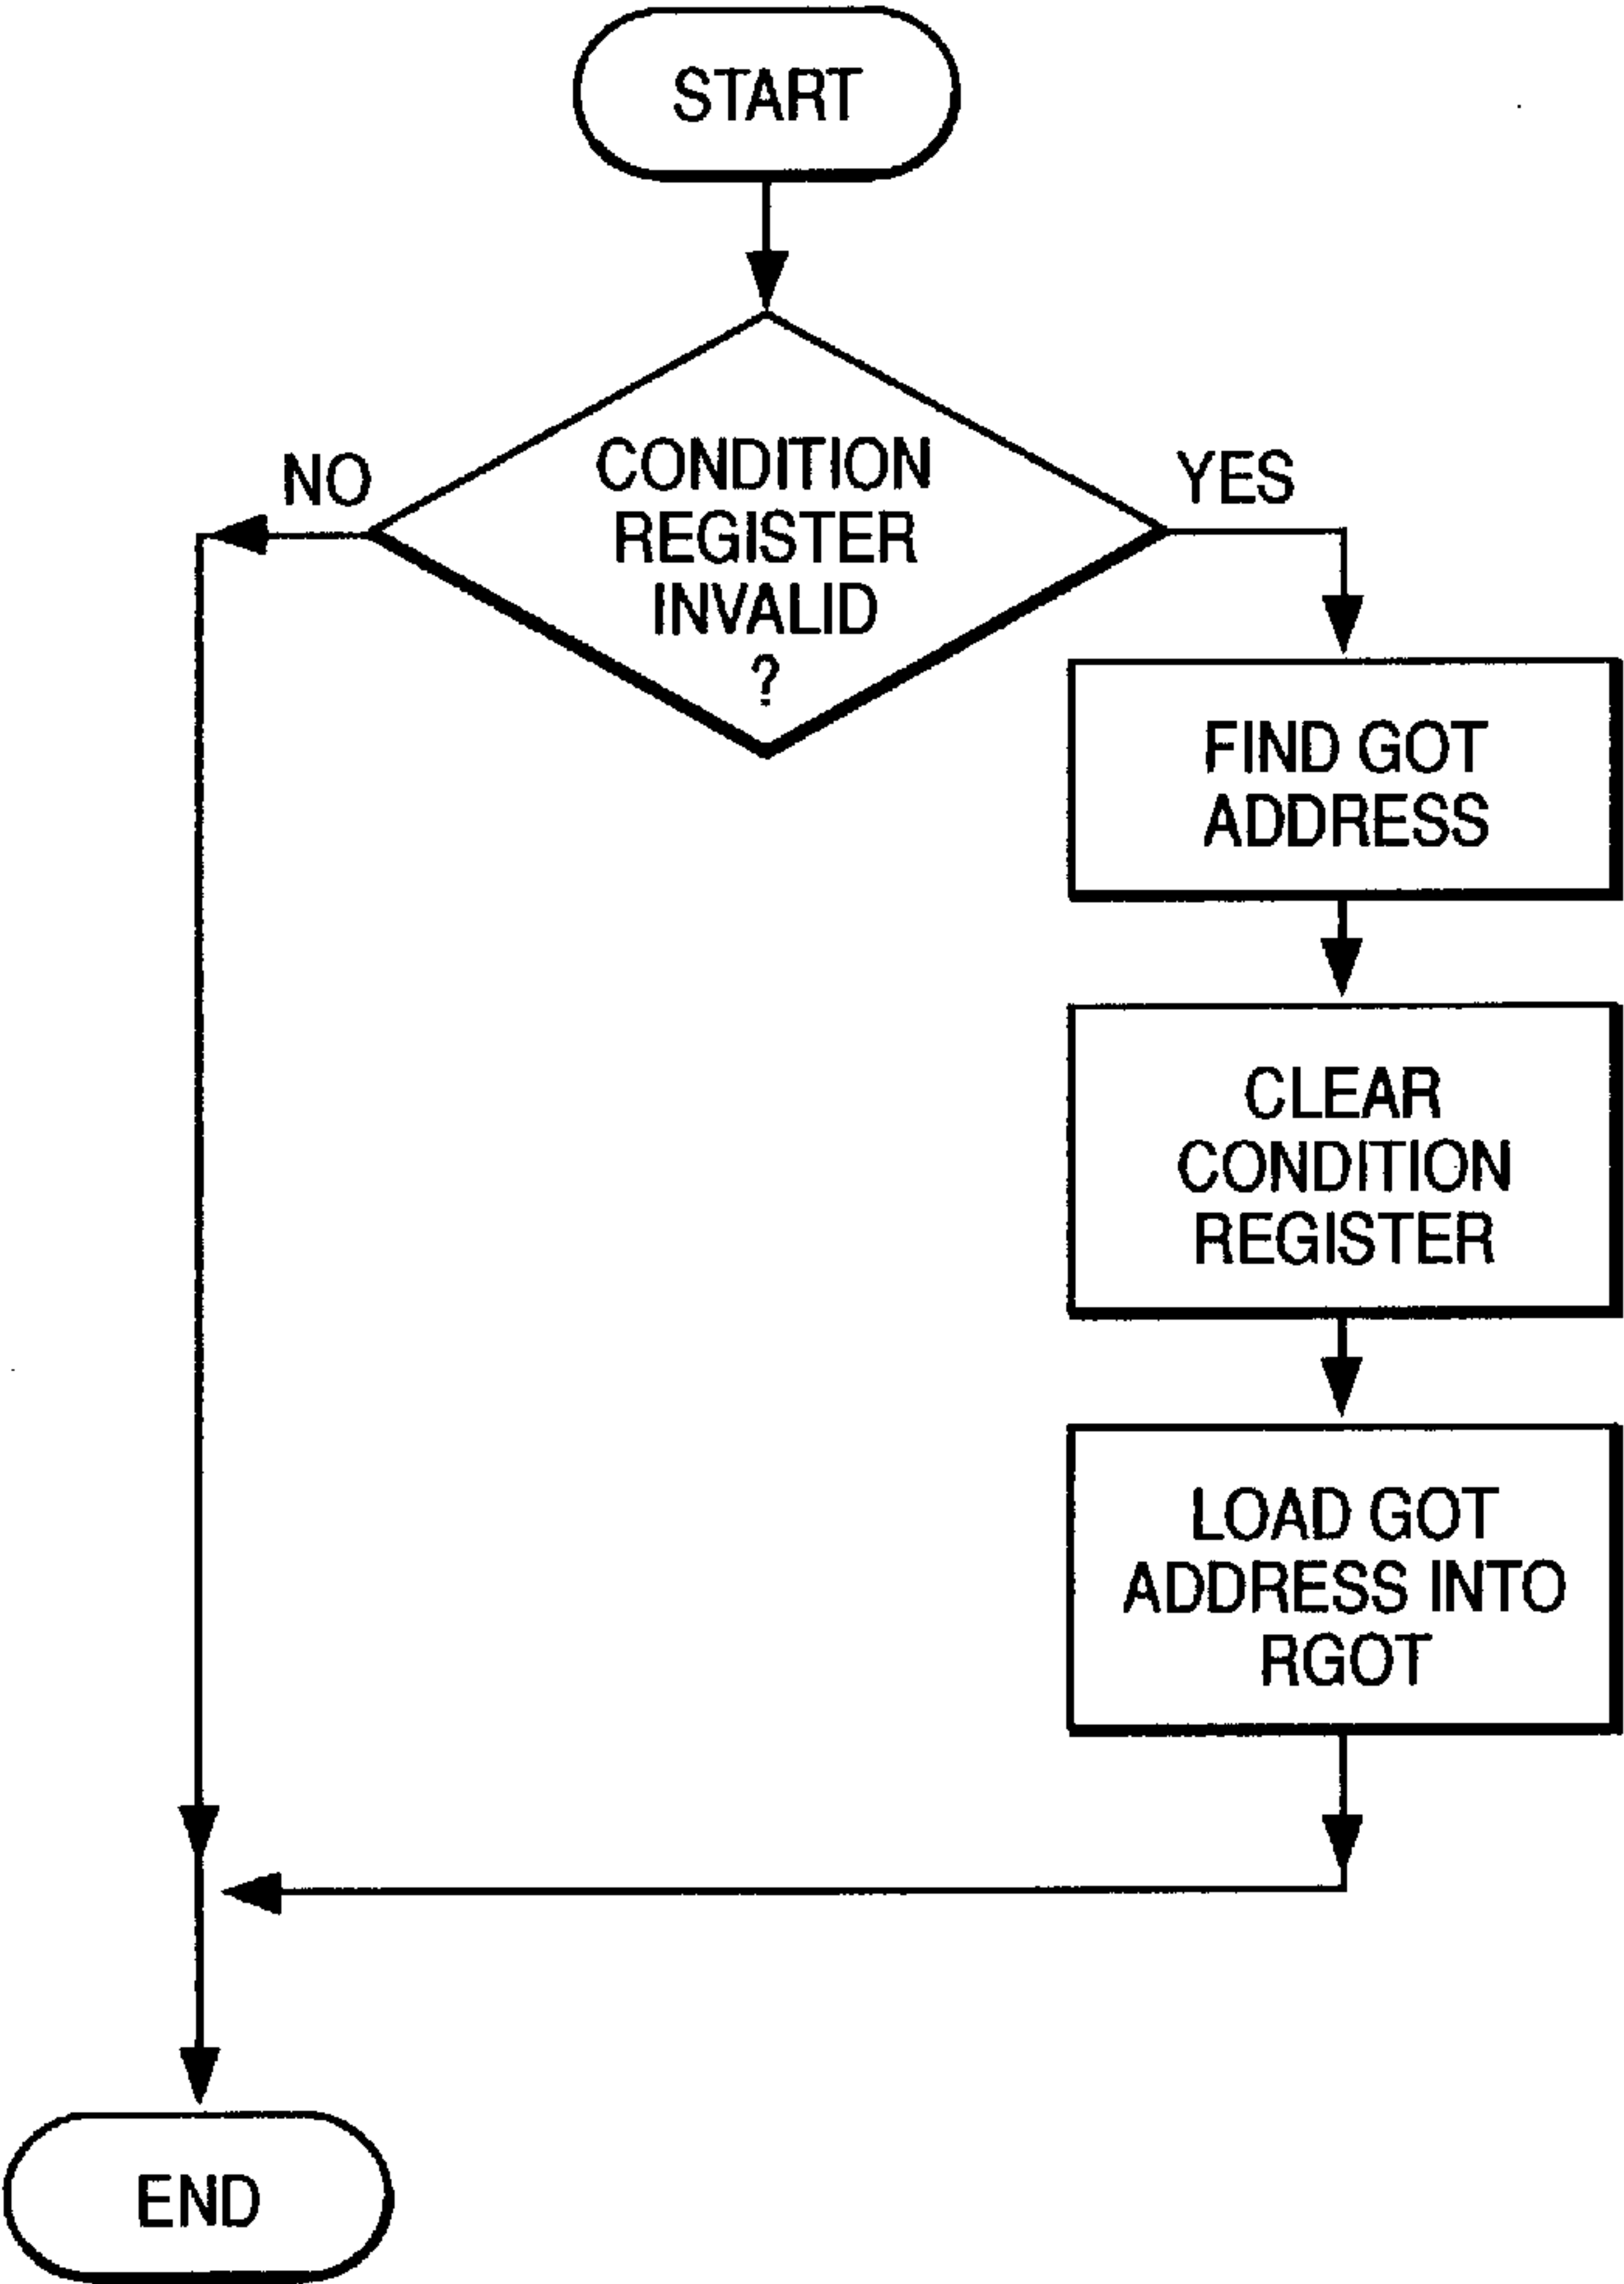 START
NO
CONDITION
REGISTER
INVALID
?
YES
FIND GOT
ADDRESS
CLEAR
CONDITION
REGISTER
LOAD GOT
ADDRESS INTO
RGOT
END